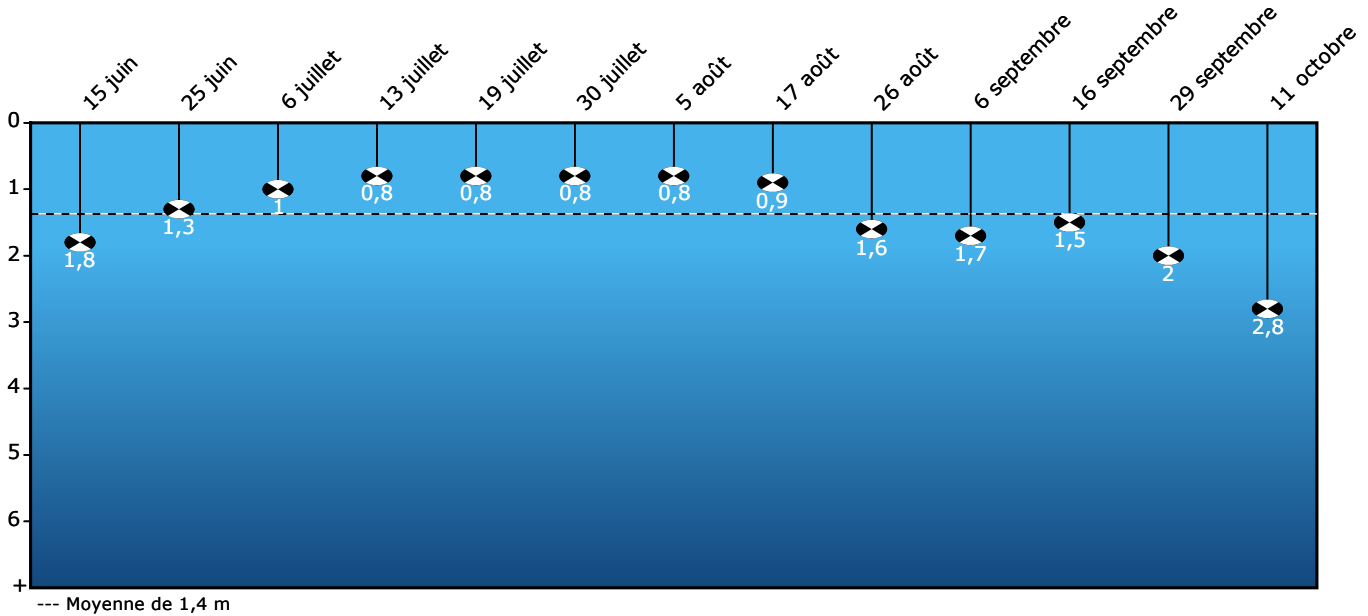 15 juin
25 juin
6 juillet
13 juillet
19 juillet
30 juillet
5 août
17 août
26 août
6 septembre
16 septembre
29 septembre
11 octobre
0
1
2
3
4
5
6
+
1,8
1,3
1
0,8
0,8
0,8
0,8
0,9
1,6
1,7
1,5
2
2,8
--- Moyenne de 1,4 m